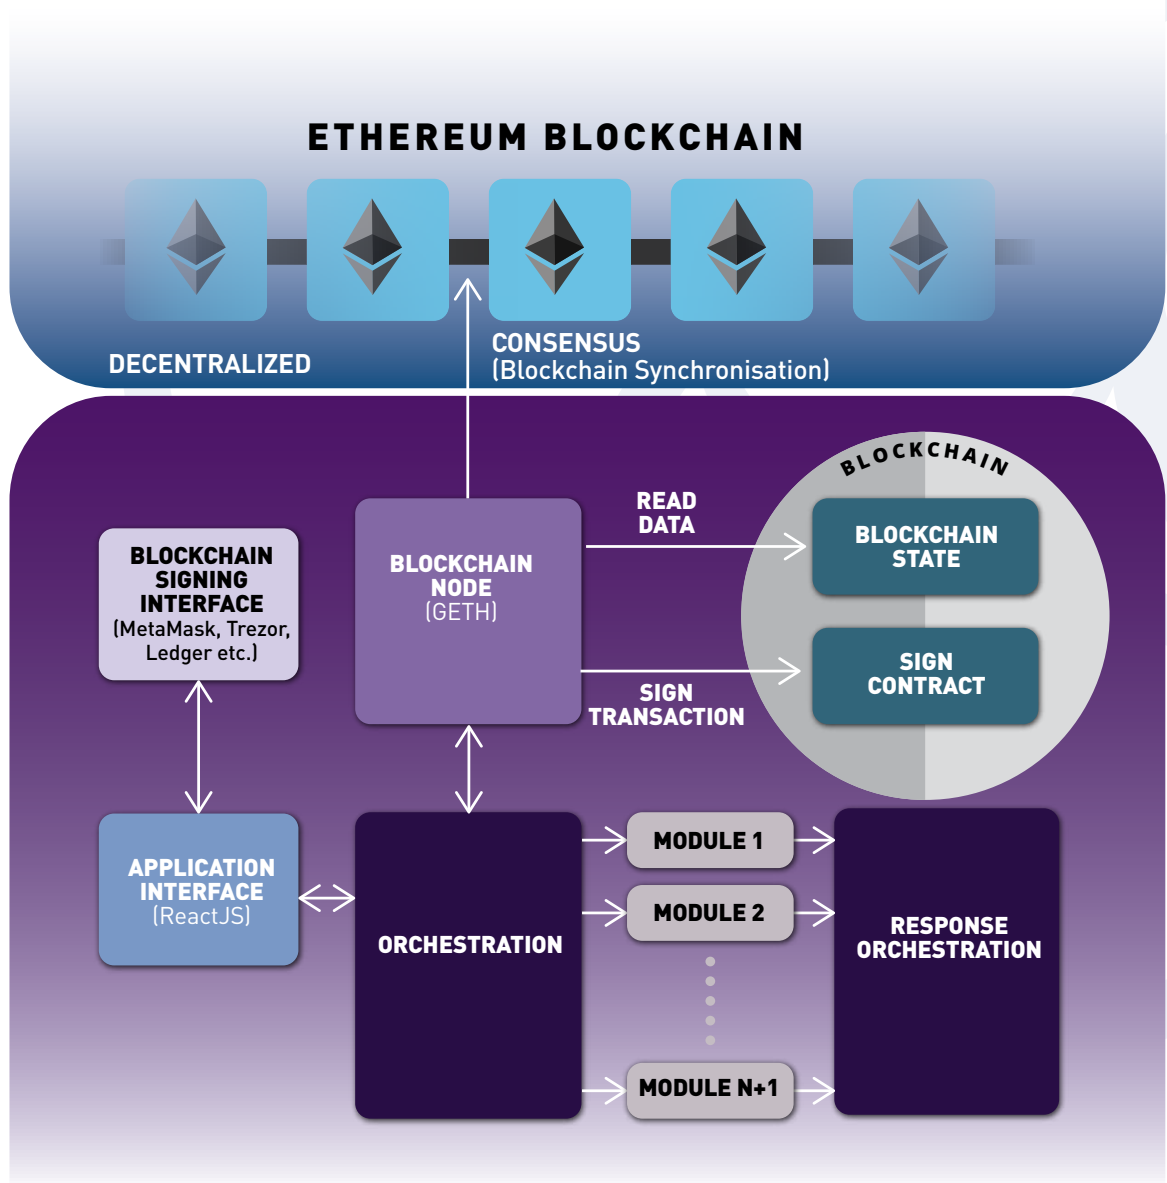 ETHEREUM BLOCKCHAIN
DECENTRALIZED
CONSENSUS
(Blockchain Synchronisation)
BLOCKCHAIN
READ
DATA
BLOCKCHAIN
STATE
BLOCKCHAIN
SIGNING
INTERFACE
(MetaMask, Trezor,
Ledger etc.)
BLOCKCHAIN
NODE
(GETH)
SIGN
CONTRACT
SIGN
TRANSACTION
APPLICATION
INTERFACE
(ReactJS)
ORCHESTRATION
MODULE 1
MODULE 2
MODULE N+1
RESPONSE
ORCHESTRATION